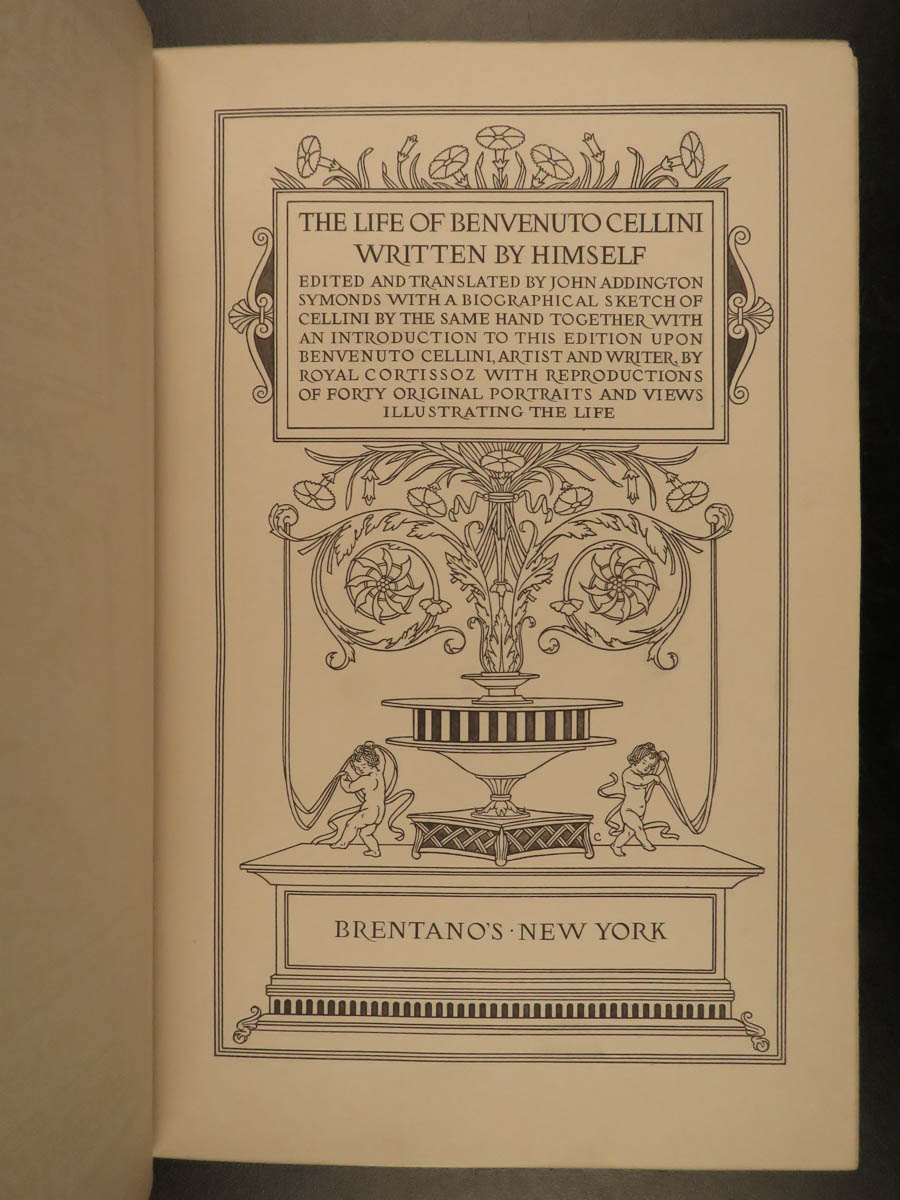 THE LIFE OF BENVENUTO CELLINI
WRITTEN BY HIMSELF
EDITED AND TRANSLATED BY JOHN ADDINGTON
SYMONDS WITH A BIOGRAPHICAL SKETCH OF
CELLINI BY THE SAME HAND TOGETHER WITH
AN INTRODUCTION TO THIS EDITION UPON
BENVENUTO CELLINI, ARTIST AND WRITER, BY
ROYAL CORTISSOZ WITH REPRODUCTIONS
OF FORTY ORIGINAL PORTRAITS AND VIEWS
ILLUSTRATING THE LIFE
BRENTANO'S · NEW YORK